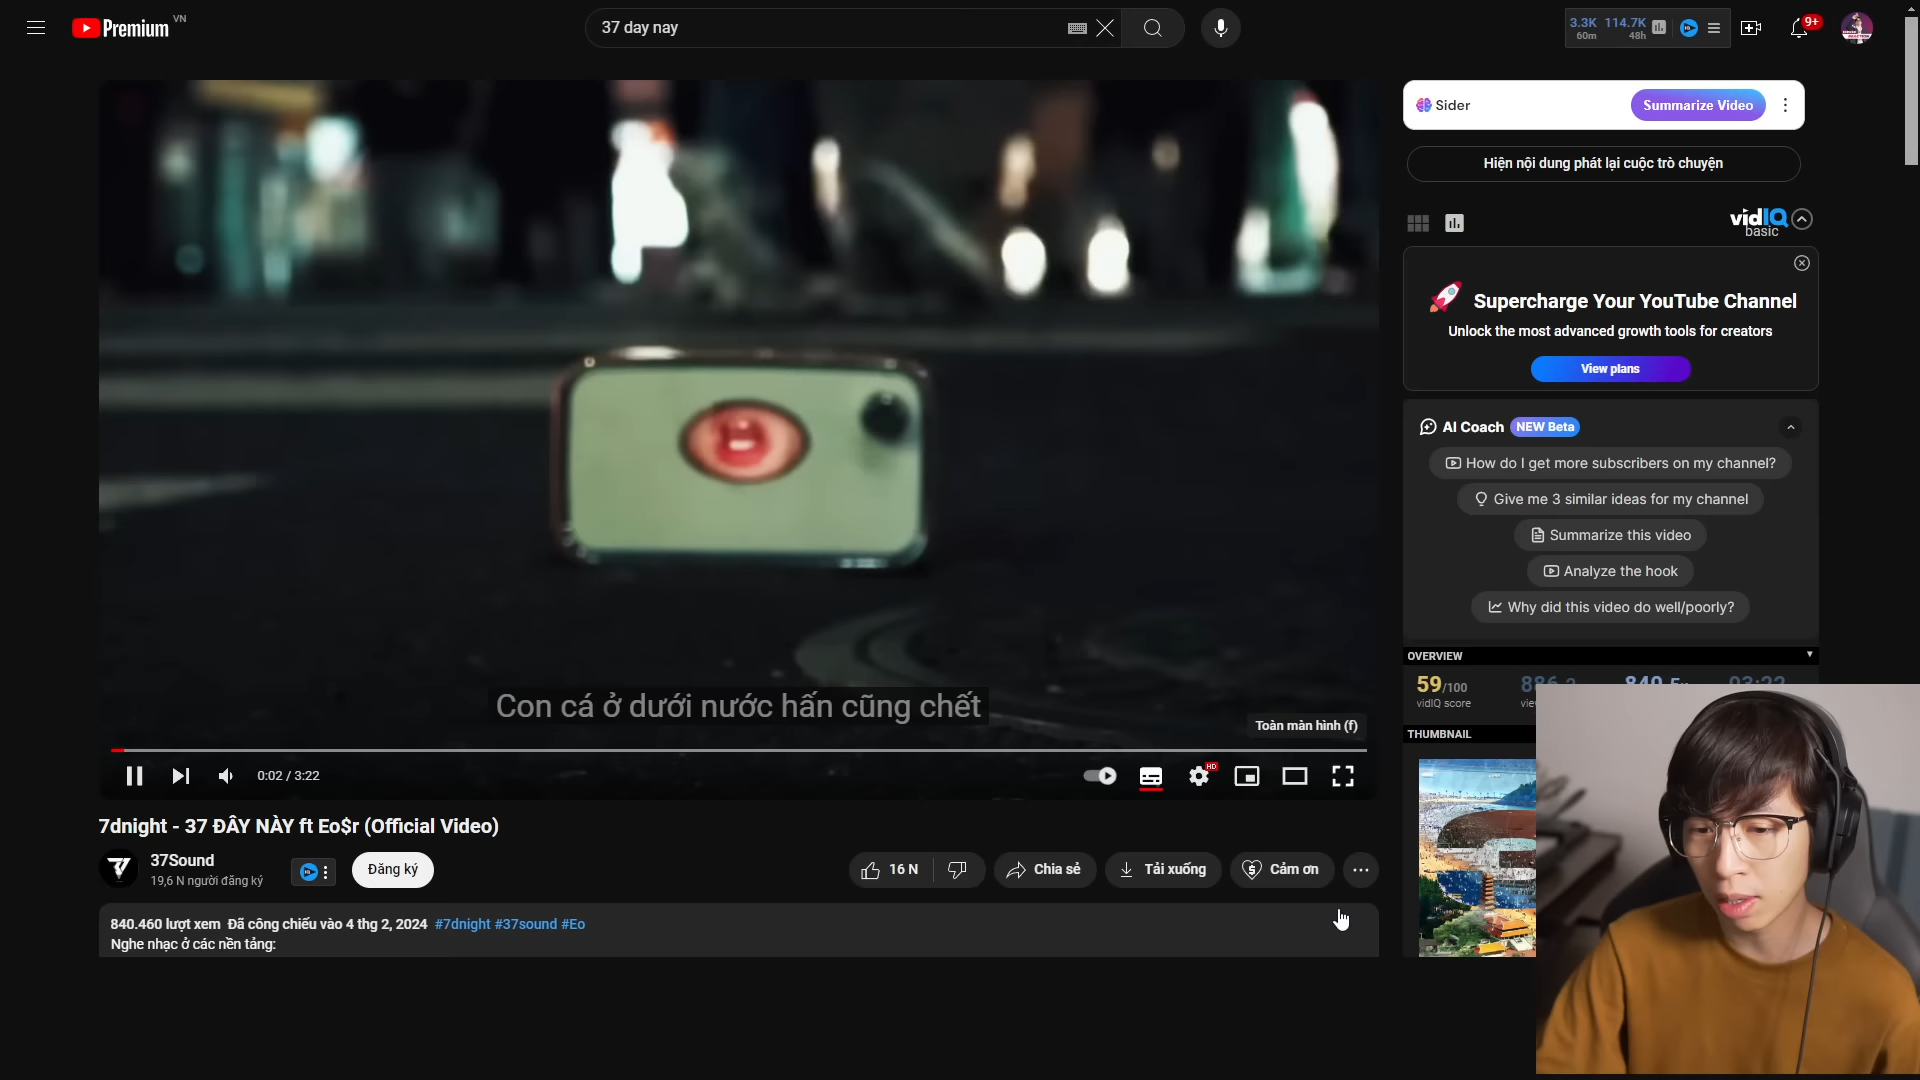 Premium VN
37 day nay
3.3K 114.7K
60m 48h
9+
Sider
Summarize Video
Hiện nội dung phát lại cuộc trò chuyện
vidIQ
basic
Supercharge Your YouTube Channel
Unlock the most advanced growth tools for creators
View plans
AI Coach NEW Beta
How do I get more subscribers on my channel?
Give me 3 similar ideas for my channel
Summarize this video
Analyze the hook
Why did this video do well/poorly?
OVERVIEW
59/100
vidIQ score
THUMBNAIL
Con cá ở dưới nước hấn cũng chết
Toàn màn hình (f)
0:02 / 3:22
HD
7dnight - 37 ĐÂY NÀY ft Eo$r (Official Video)
37Sound
19,6 N người đăng ký
Đăng ký
16 N
Chia sẻ
Tải xuống
Cảm ơn
840.460 lượt xem Đã công chiếu vào 4 thg 2, 2024 #7dnight #37sound #Eo
Nghe nhạc ở các nền tảng: